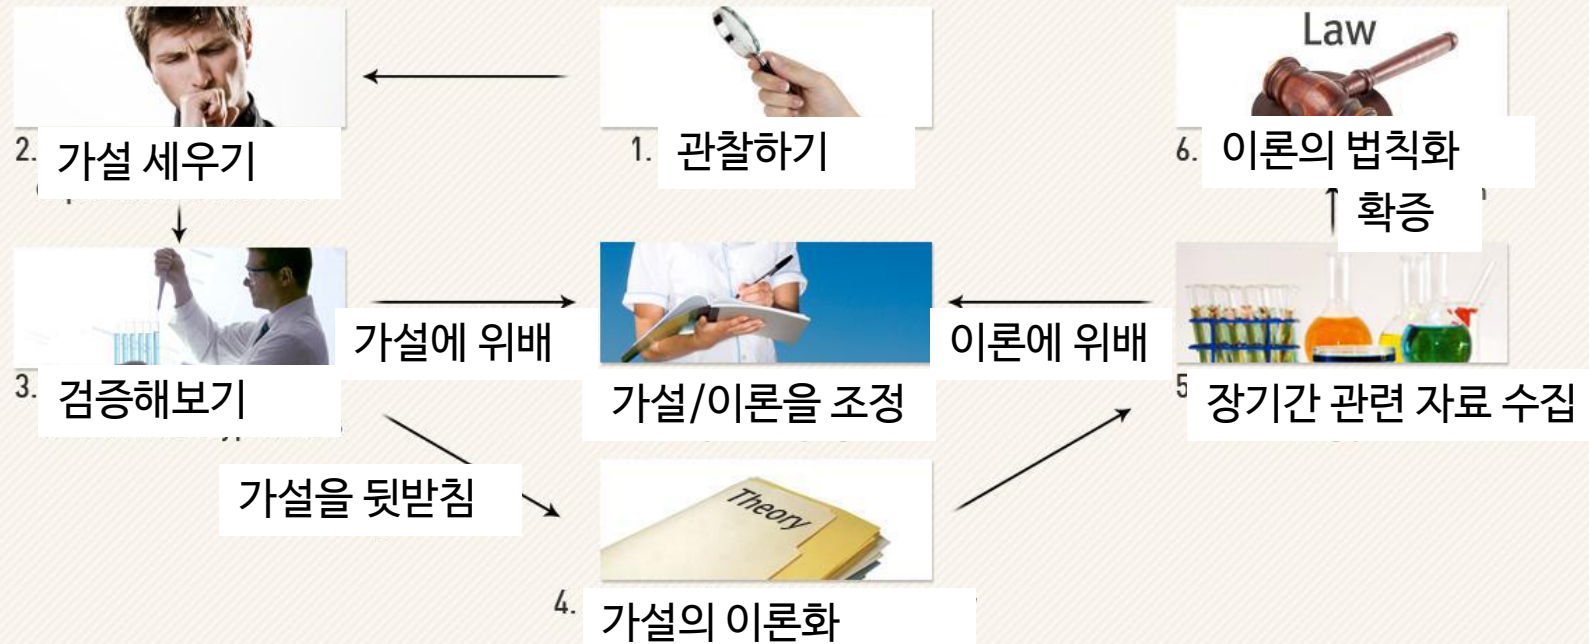 Law
2. 가설 세우기
1. 관찰하기
6. 이론의 법칙화
확증
가설에 위배
이론에 위배
3. 검증해보기
가설/이론을 조정
5 장기간 관련 자료 수집
가설을 뒷받침
Theory
4. 가설의 이론화